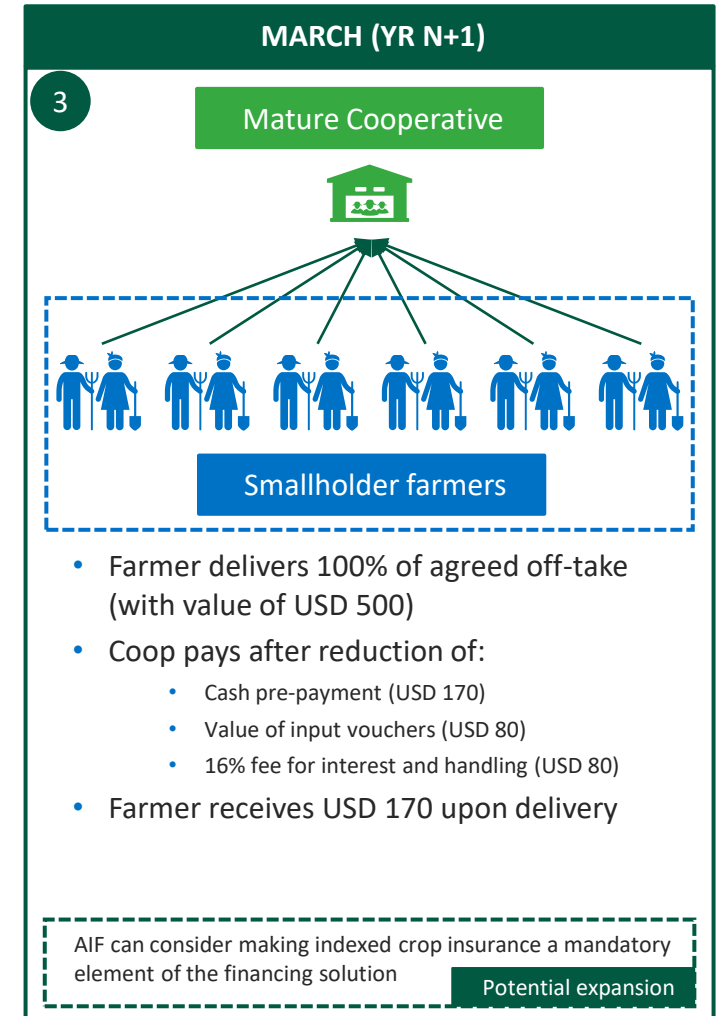 MARCH (YR N+1)
3
Mature Cooperative
Smallholder farmers
• Farmer delivers 100% of agreed off-take
(with value of USD 500)
• Coop pays after reduction of:
• Cash pre-payment (USD 170)
• Value of input vouchers (USD 80)
• 16% fee for interest and handling (USD 80)
• Farmer receives USD 170 upon delivery
AIF can consider making indexed crop insurance a mandatory
element of the financing solution
Potential expansion